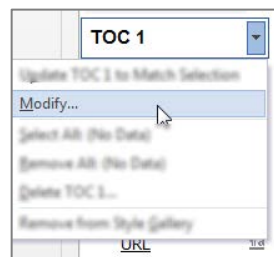 TOC 1
Update TOC 1 to Match Selection
Modify...
Select All: (No Data)
Remove All: (No Data)
Delete TOC 1...
Remove from Style Gallery
URL